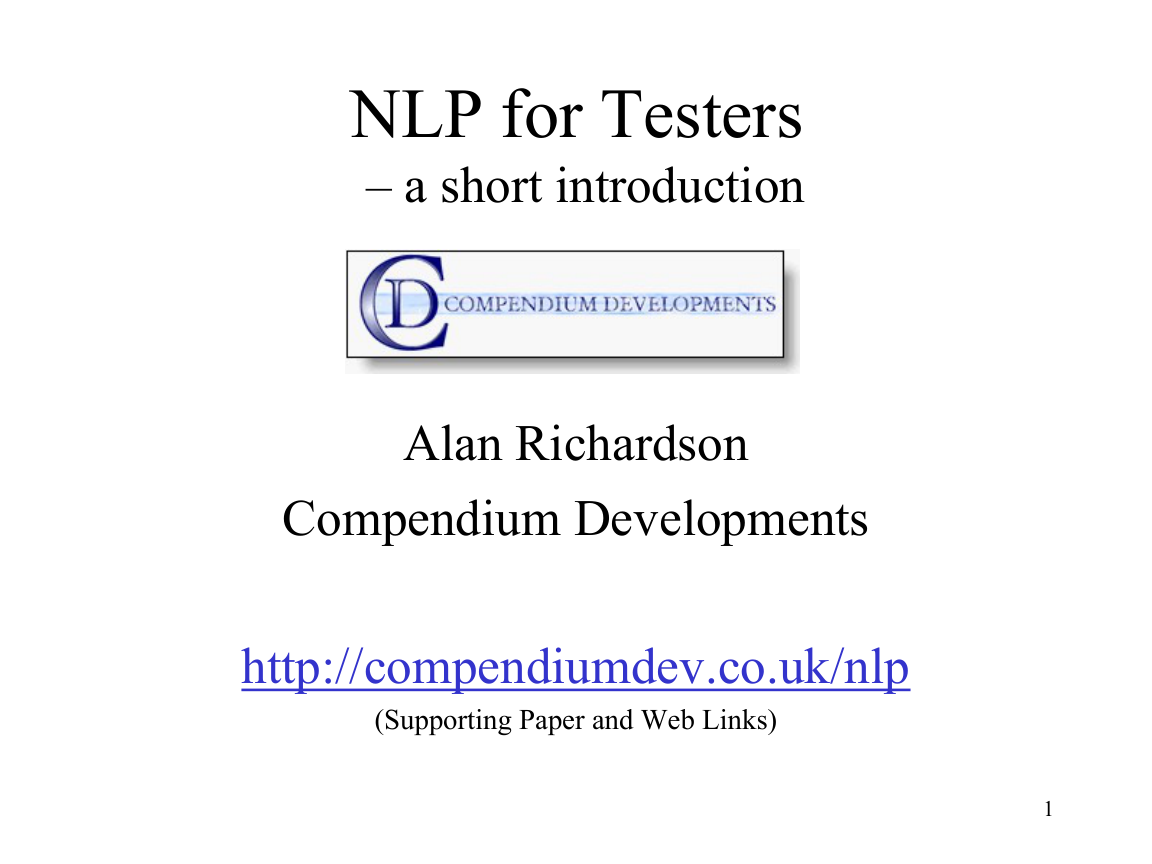 NLP for Testers
– a short introduction
CD COMPENDIUM DEVELOPMENTS
Alan Richardson
Compendium Developments
http://compendiumdev.co.uk/nlp
(Supporting Paper and Web Links)
1